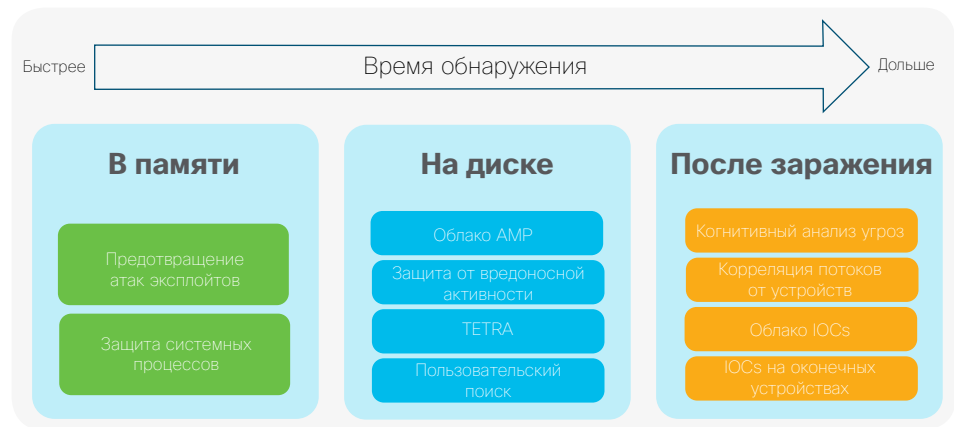 Быстрее
Время обнаружения
Дольше
В памяти
Предотвращение
атак эксплойтов
Защита системных
процессов
На диске
Облако AMP
Защита от вредоносной
активности
TETRA
Пользовательский
поиск
После заражения
Когнитивный анализ угроз
Корреляция потоков
от устройств
Облако IOCs
IOCs на оконечных
устройствах